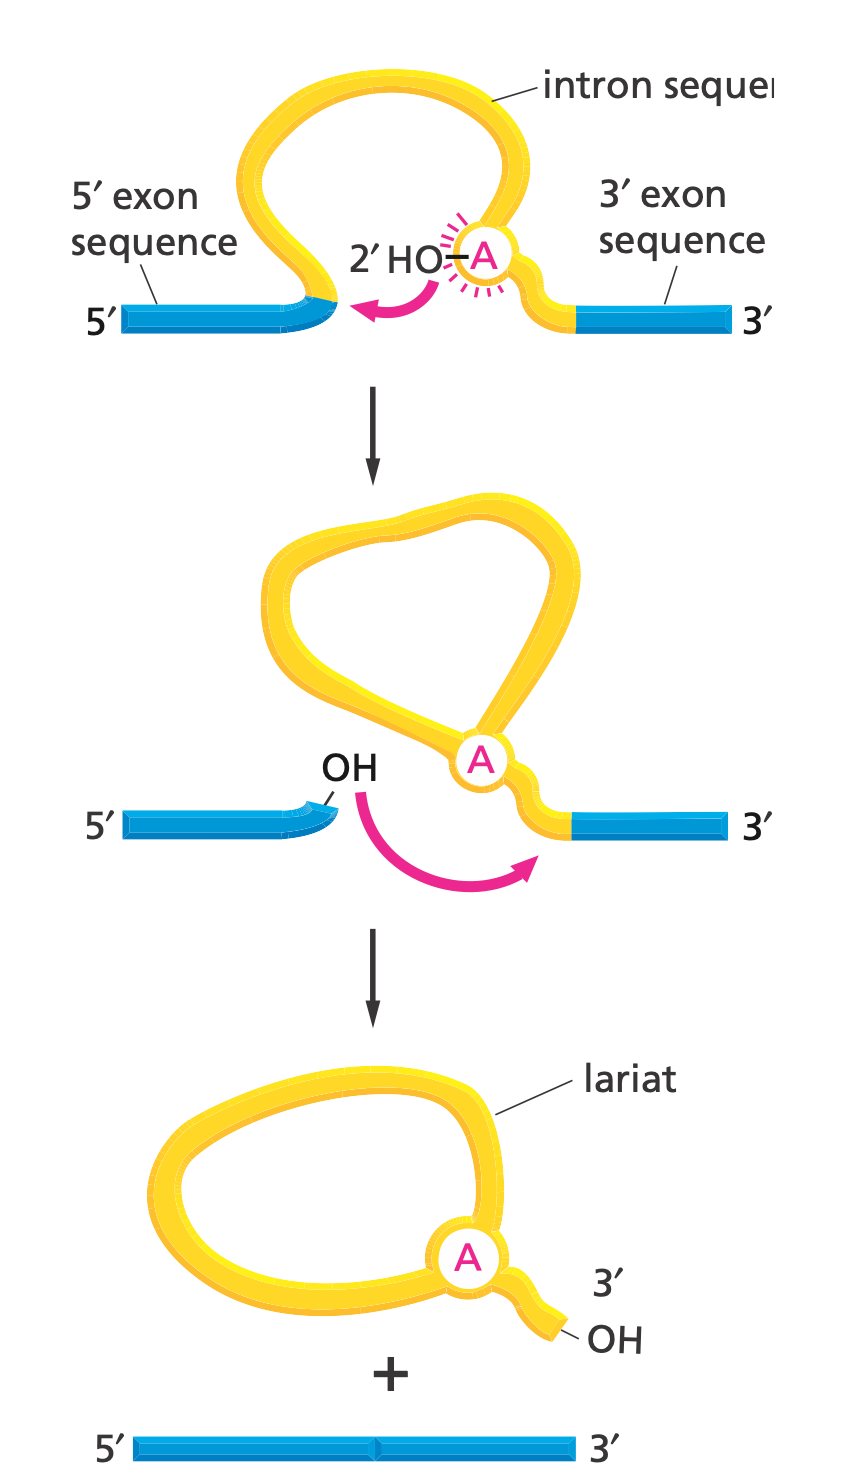 intron seque
5′ exon
sequence
3′ exon
sequence
2′ HO
A
5′
3′
OH
A
5′
3′
lariat
A
3′
OH
+
5′
3′